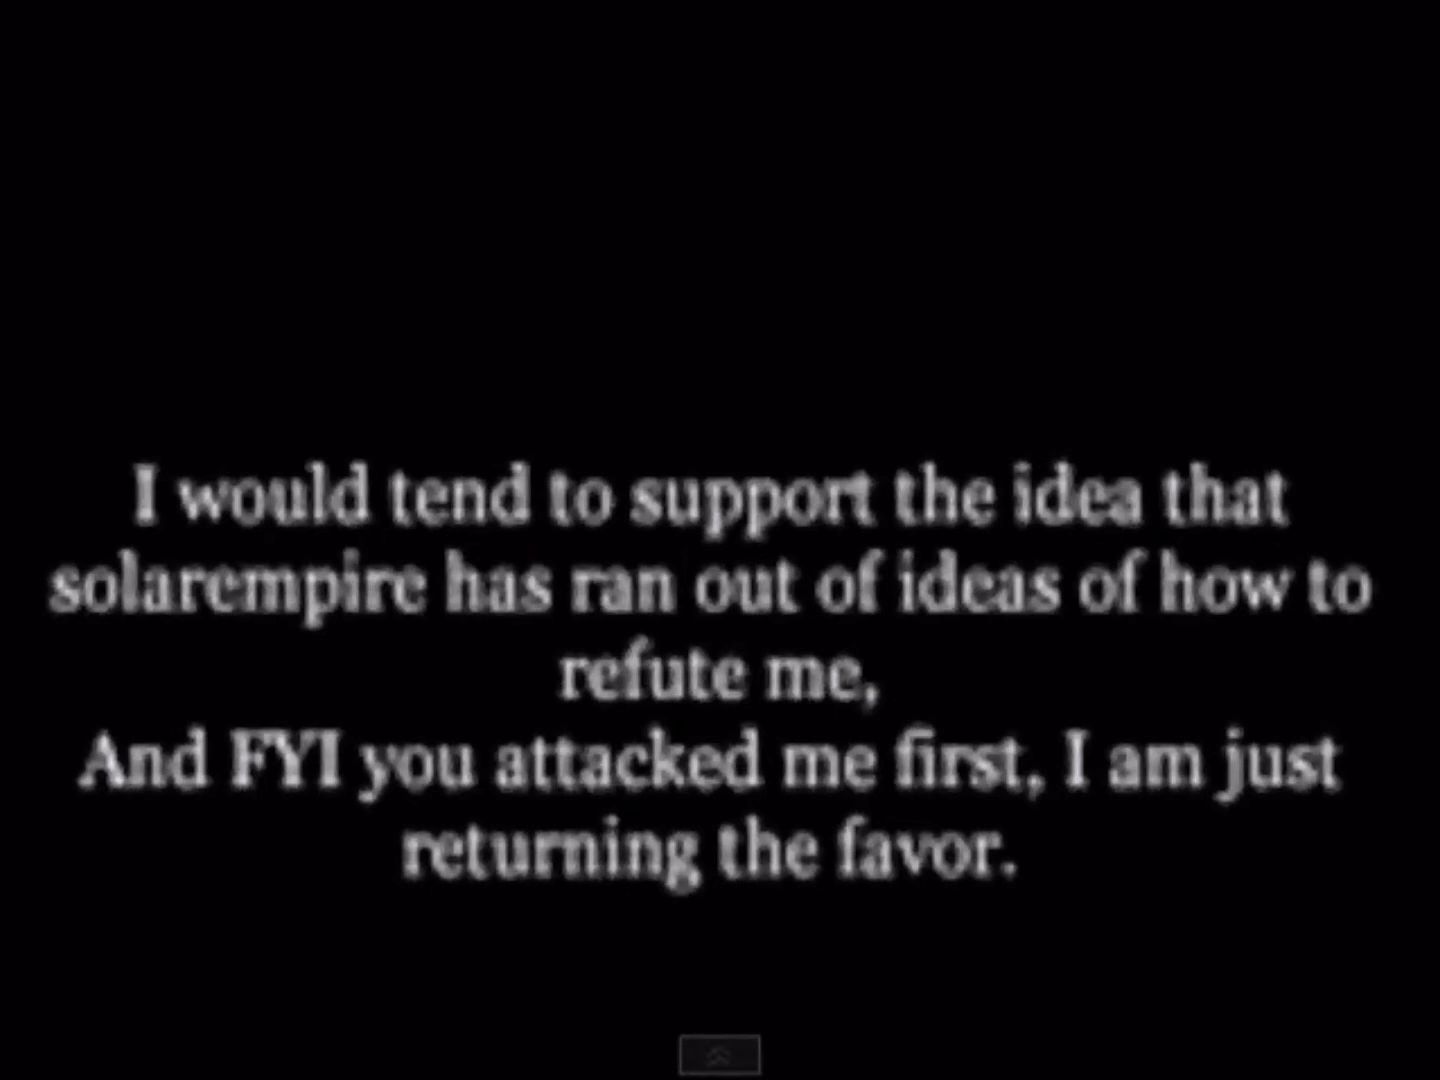 I would tend to support the idea that
solarempire has ran out of ideas of how to
refute me,
And FYI you attacked me first, I am just
returning the favor.